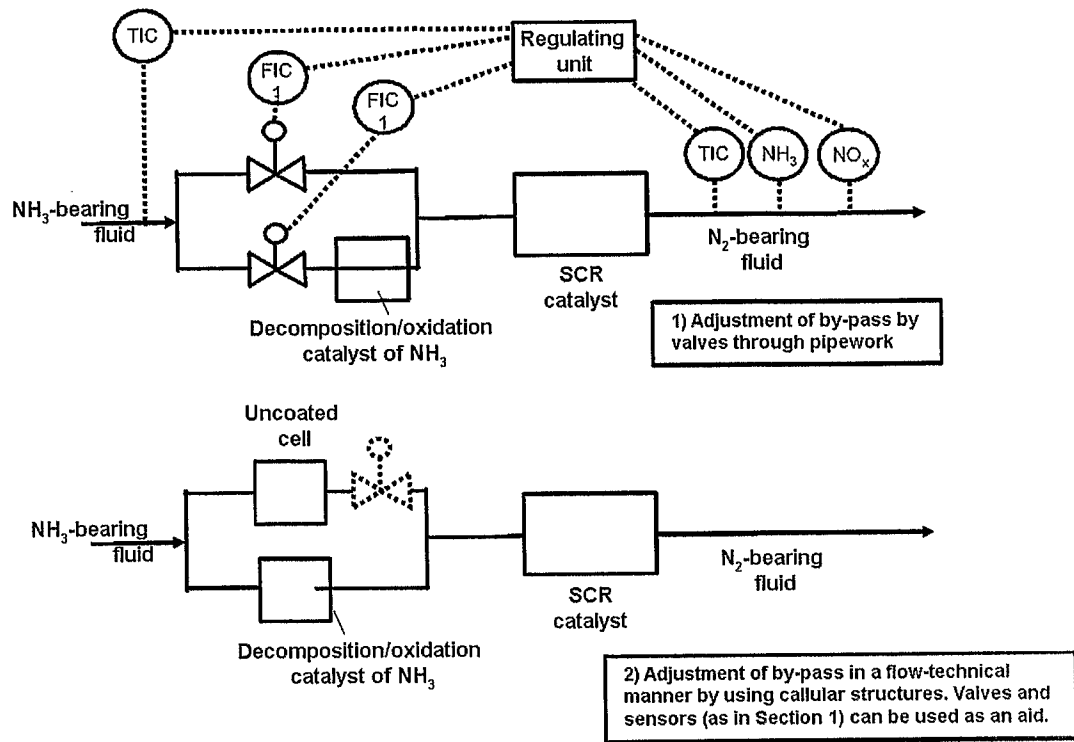 TIC
FIC
1
FIC
1
Regulating
unit
TIC
NH₃
NOₓ
NH₃-bearing
fluid
N₂-bearing
fluid
SCR
catalyst
Decomposition/oxidation
catalyst of NH₃
1) Adjustment of by-pass by
valves through pipework
Uncoated
cell
NH₃-bearing
fluid
N₂-bearing
fluid
SCR
catalyst
Decomposition/oxidation
catalyst of NH₃
2) Adjustment of by-pass in a flow-technical
manner by using callular structures. Valves and
sensors (as in Section 1) can be used as an aid.